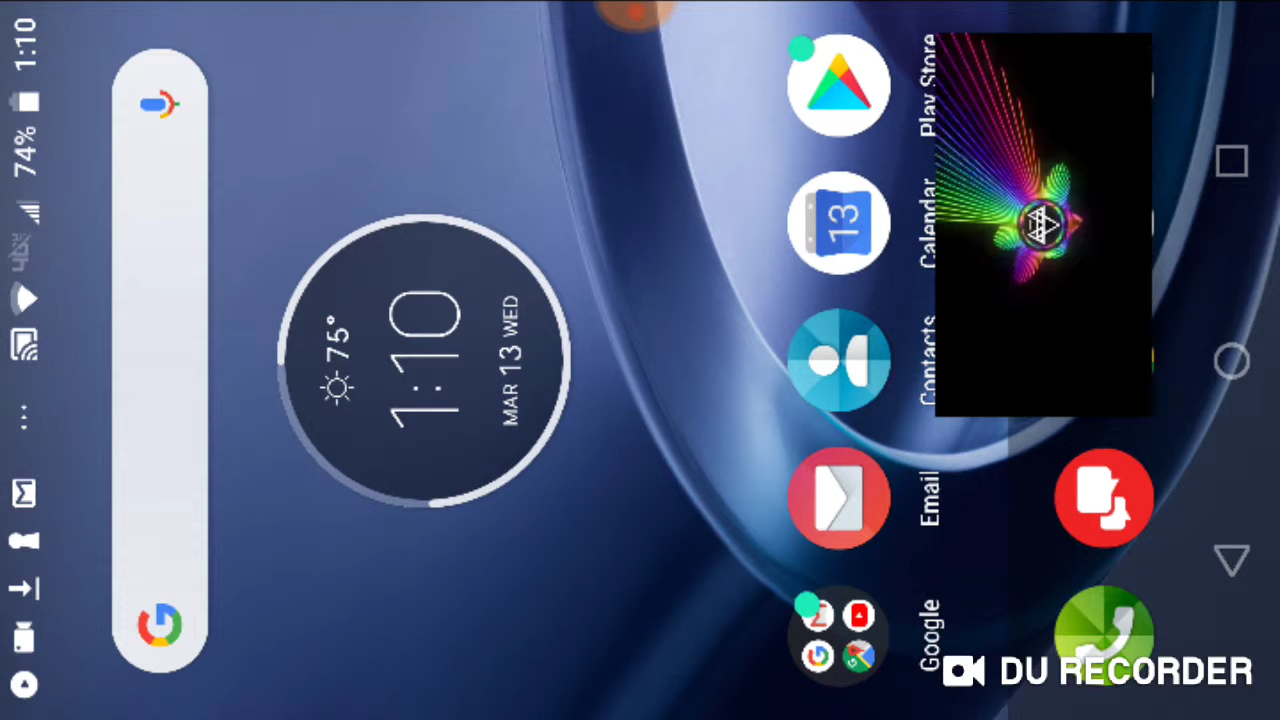 74% 1:10
75°
1:10
MAR 13 WED
Google
Email
Contacts
Calendar
Play Store
13
DU RECORDER